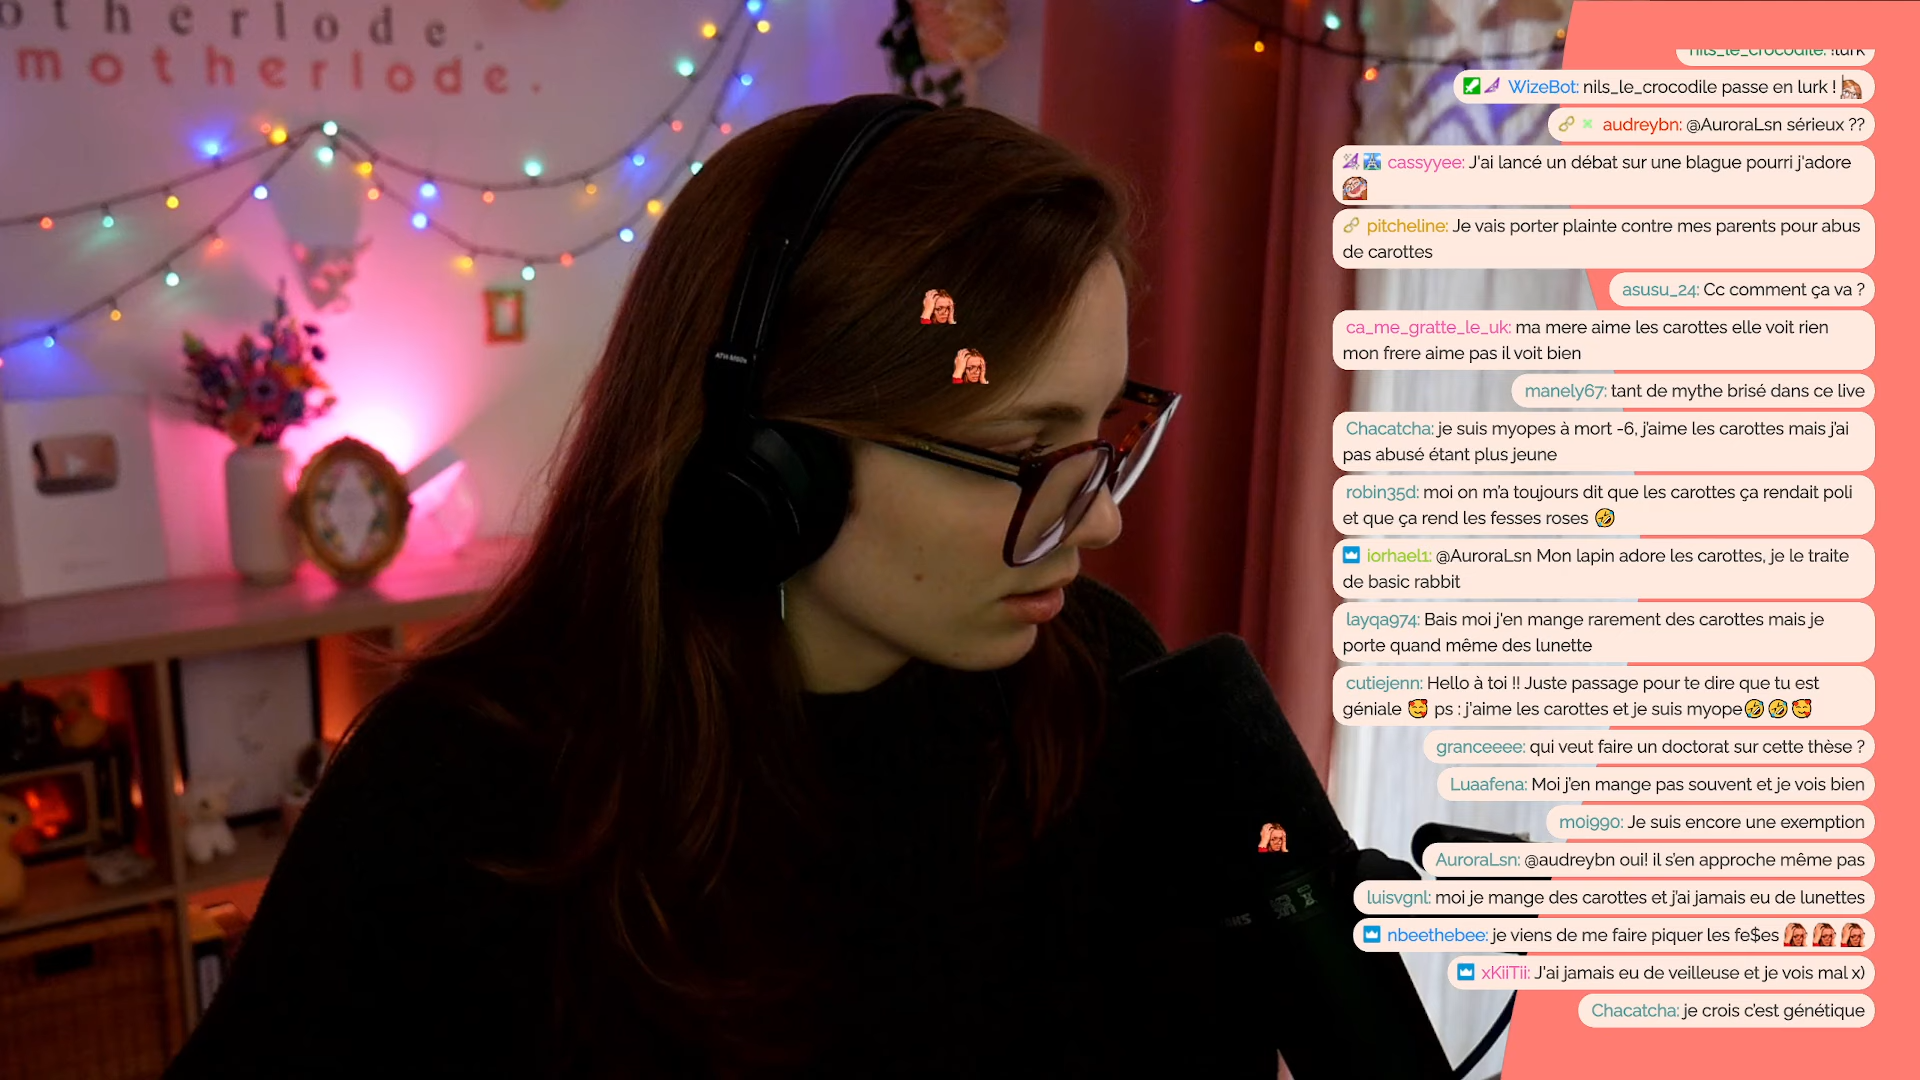 otherlode.
motherlode.
nils_le_crocodile: !lurk
WizeBot: nils_le_crocodile passe en lurk !
audreybn: @AuroraLsn sérieux ??
cassyyee: J'ai lancé un débat sur une blague pourri j'adore
pitcheline: Je vais porter plainte contre mes parents pour abus
de carottes
asusu_24: Cc comment ça va ?
ca_me_gratte_le_uk: ma mere aime les carottes elle voit rien
mon frere aime pas il voit bien
manely67: tant de mythe brisé dans ce live
Chacatcha: je suis myopes à mort -6, j'aime les carottes mais j'ai
pas abusé étant plus jeune
robin35d: moi on m'a toujours dit que les carottes ça rendait poli
et que ça rend les fesses roses 🤣
iorhael1: @AuroraLsn Mon lapin adore les carottes, je le traite
de basic rabbit
layqa974: Bais moi j'en mange rarement des carottes mais je
porte quand même des lunette
cutiejenn: Hello à toi !! Juste passage pour te dire que tu est
géniale 🥰 ps : j'aime les carottes et je suis myope🤣🤣🥰
granceeee: qui veut faire un doctorat sur cette thèse ?
Luaafena: Moi j'en mange pas souvent et je vois bien
m0i990: Je suis encore une exemption
AuroraLsn: @audreybn oui! il s'en approche même pas
luisvgnl: moi je mange des carottes et j'ai jamais eu de lunettes
nbeethebee: je viens de me faire piquer les fe$es
xKiiTii: J'ai jamais eu de veilleuse et je vois mal x)
Chacatcha: je crois c'est génétique